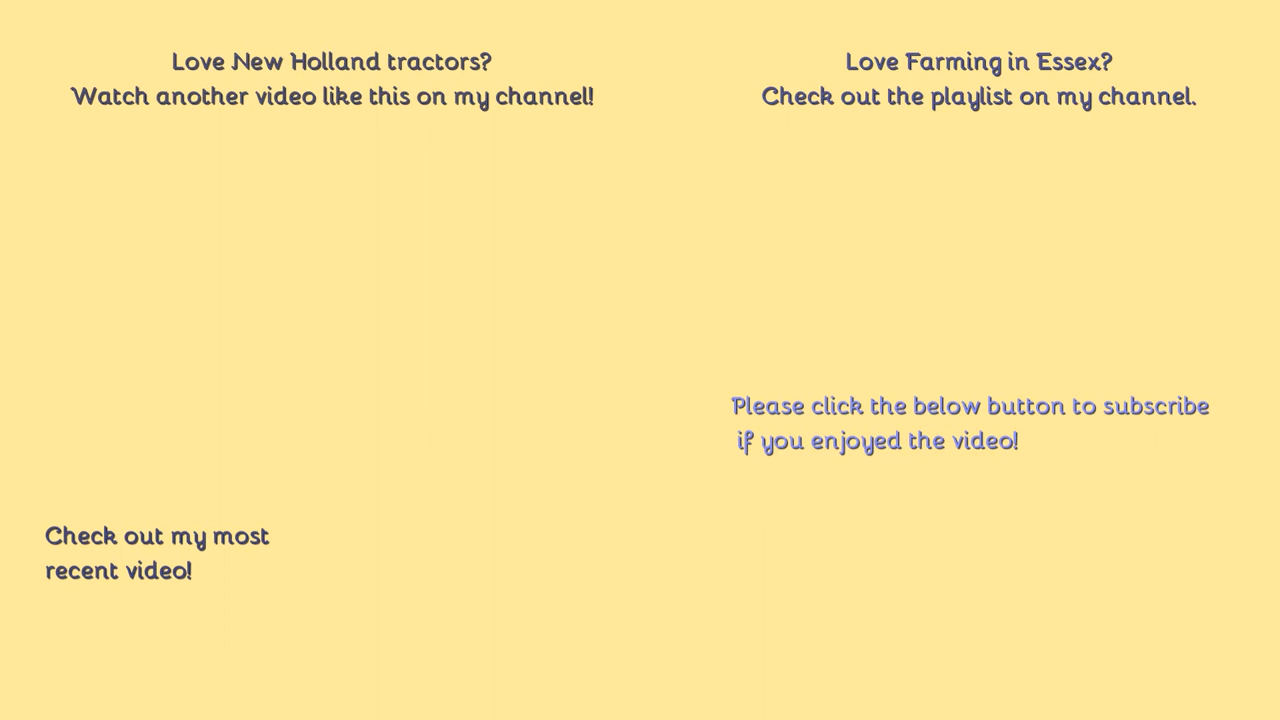 Love New Holland tractors?
Watch another video like this on my channel!
Love Farming in Essex?
Check out the playlist on my channel.
Please click the below button to subscribe
if you enjoyed the video!
Check out my most
recent video!